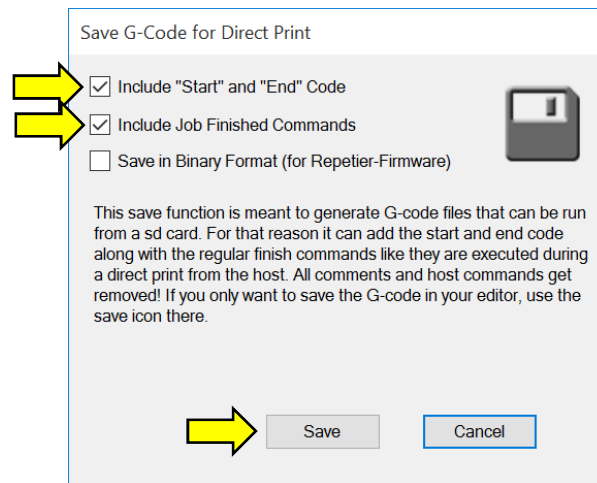 Save G-Code for Direct Print
Include "Start" and "End" Code
Include Job Finished Commands
Save in Binary Format (for Repetier-Firmware)
This save function is meant to generate G-code files that can be run
from a sd card. For that reason it can add the start and end code
along with the regular finish commands like they are executed during
a direct print from the host. All comments and host commands get
removed! If you only want to save the G-code in your editor, use the
save icon there.
Save
Cancel